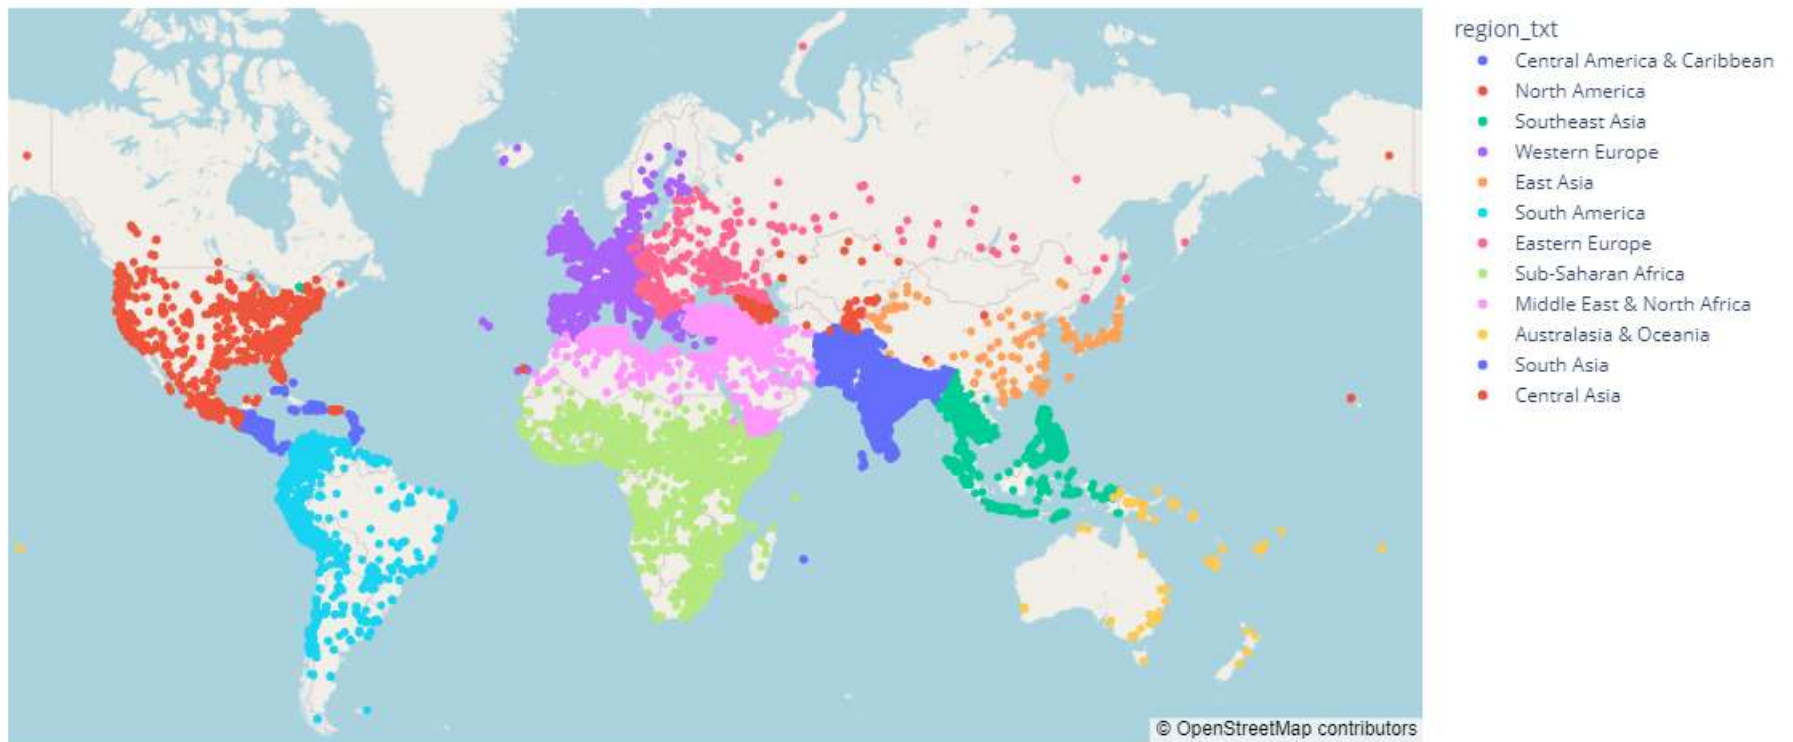 region_txt
Central America & Caribbean
North America
Southeast Asia
Western Europe
East Asia
South America
Eastern Europe
Sub-Saharan Africa
Middle East & North Africa
Australasia & Oceania
South Asia
Central Asia
© OpenStreetMap contributors